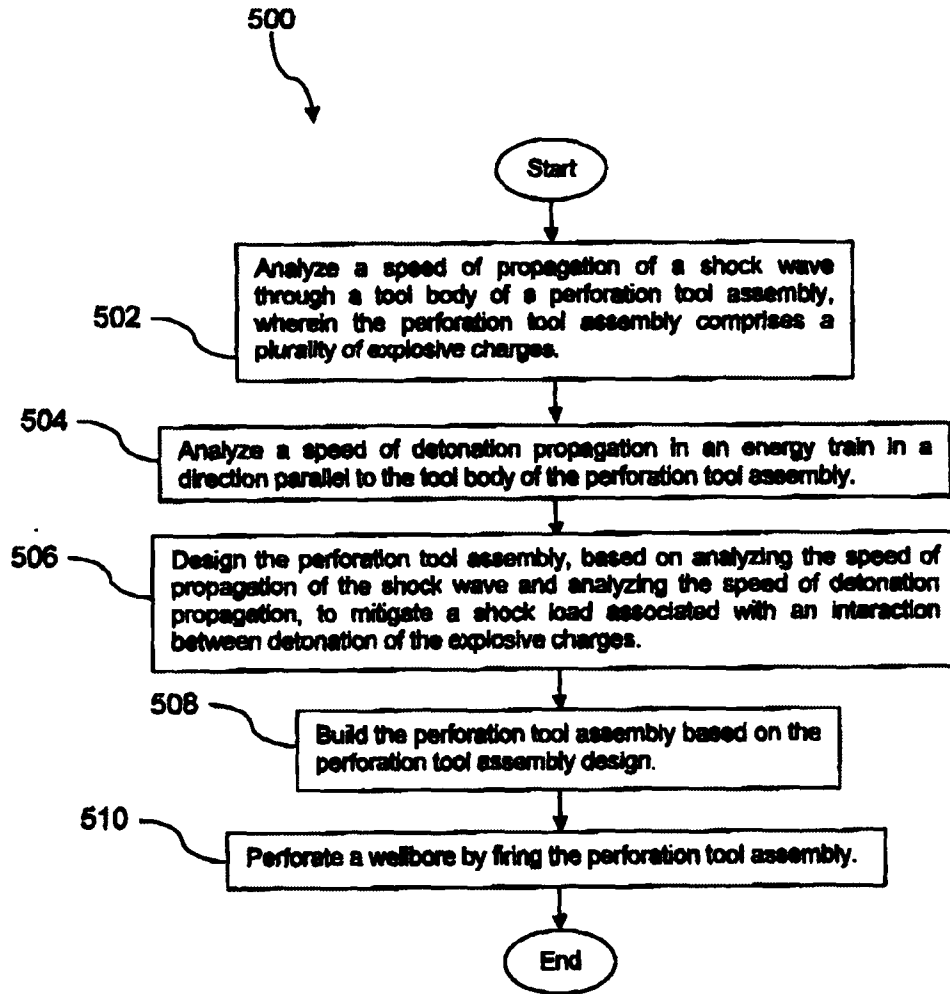 500
Start
502
Analyze a speed of propagation of a shock wave
through a tool body of a perforation tool assembly,
wherein the perforation tool assembly comprises a
plurality of explosive charges.
504
Analyze a speed of detonation propagation in an energy train in a
direction parallel to the tool body of the perforation tool assembly.
506
Design the perforation tool assembly, based on analyzing the speed of
propagation of the shock wave and analyzing the speed of detonation
propagation, to mitigate a shock load associated with an interaction
between detonation of the explosive charges.
508
Build the perforation tool assembly based on the
perforation tool assembly design.
510
Perforate a wellbore by firing the perforation tool assembly.
End